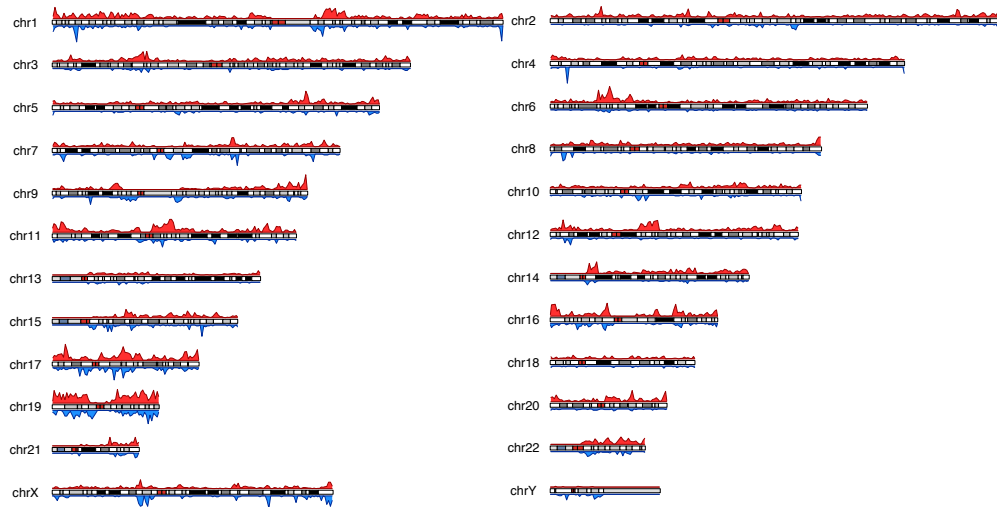 chr1 chr2
chr3 chr4
chr5 chr6
chr7 chr8
chr9 chr10
chr11 chr12
chr13 chr14
chr15 chr16
chr17 chr18
chr19 chr20
chr21 chr22
chrX chrY